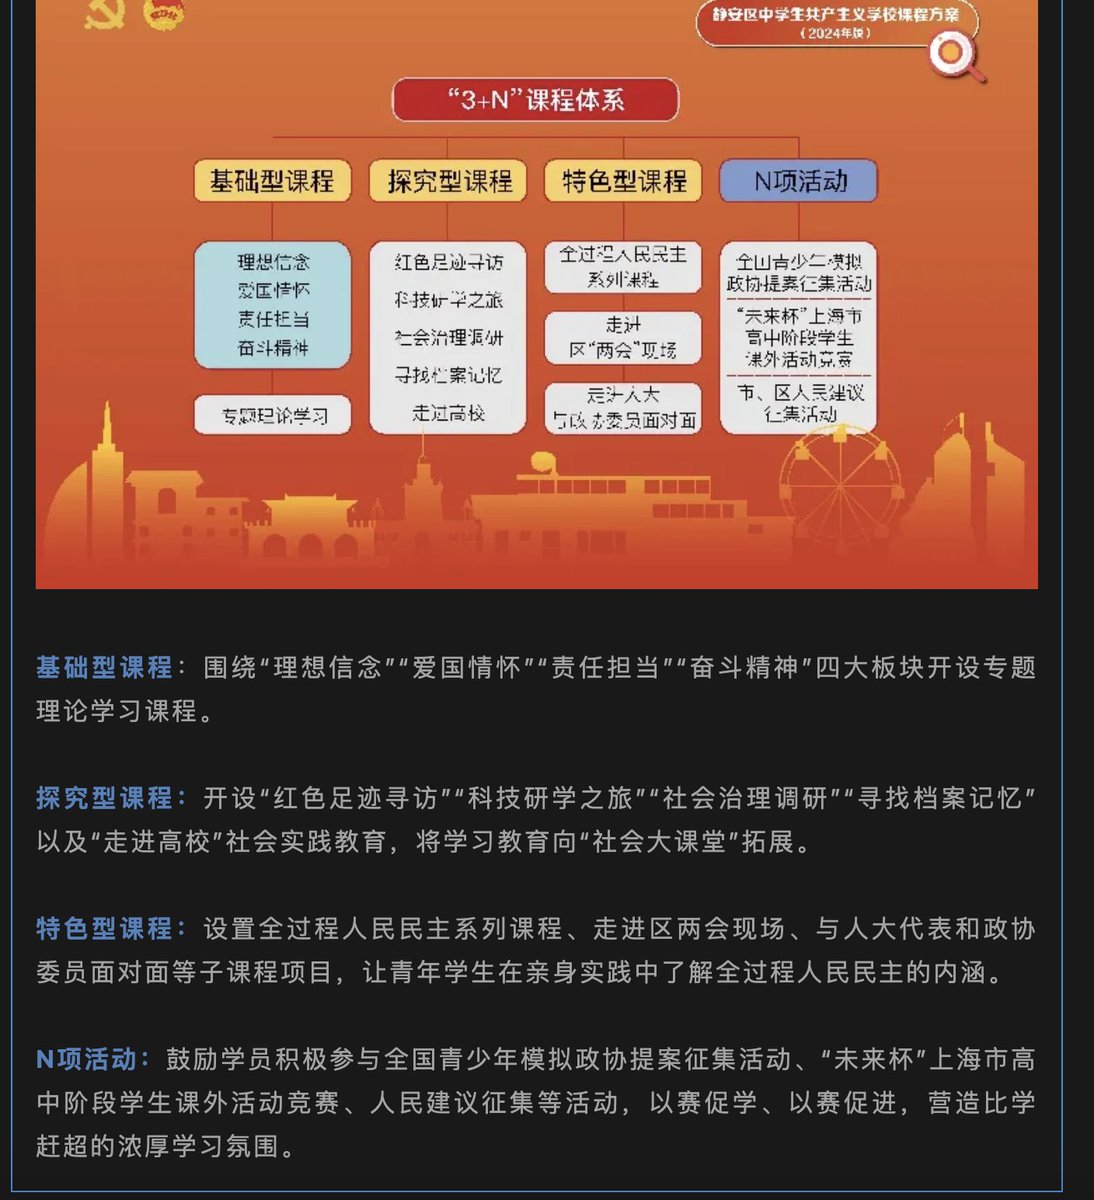 静安区中学生共产主义学校课程方案
（2024年版）
“3+N”课程体系
基础型课程
探究型课程
特色型课程
N项活动
理想信念
爱国情怀
责任担当
奋斗精神
专题理论学习
红色足迹寻访
科技研学之旅
社会治理调研
寻找档案记忆
走过高校
全过程人民民主
系列课程
走进
区“两会”现场
走进人大
与政协委员面对面
全国青少年模拟
政协提案征集活动
“未来杯”上海市
高中阶段学生
课外活动竞赛
市、区人民建议
征集活动
基础型课程：围绕“理想信念”“爱国情怀”“责任担当”“奋斗精神”四大板块开设专题
理论学习课程。
探究型课程：开设“红色足迹寻访”“科技研学之旅”“社会治理调研”“寻找档案记忆”
以及“走进高校”社会实践教育，将学习教育向“社会大课堂”拓展。
特色型课程：设置全过程人民民主系列课程、走进区两会现场、与人大代表和政协
委员面对面等子课程项目，让青年学生在亲身实践中了解全过程人民民主的内涵。
N项活动：鼓励学员积极参与全国青少年模拟政协提案征集活动、“未来杯”上海市高
中阶段学生课外活动竞赛、人民建议征集等活动，以赛促学、以赛促进，营造比学
赶超的浓厚学习氛围。